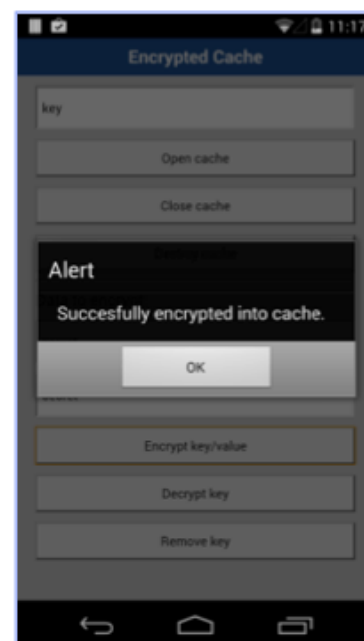 11:17
Encrypted Cache
key
Open cache
Close cache
Alert
Succesfully encrypted into cache.
OK
Encrypt key/value
Decrypt key
Remove key